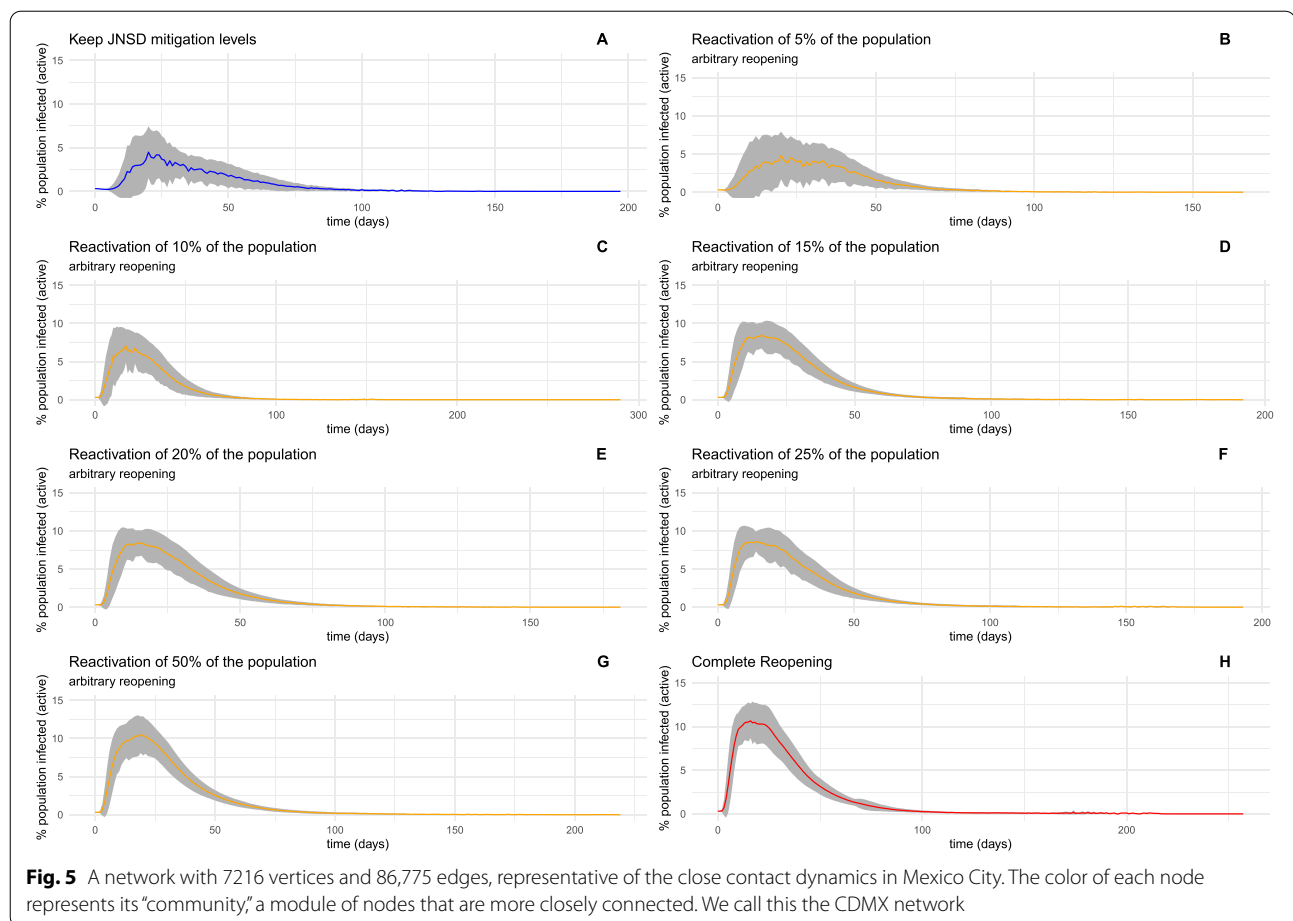 Keep JNSD mitigation levels
A
% population infected (active)
15
10
5
0
0 50 100 150 200
time (days)
Reactivation of 5% of the population
B
arbitrary reopening
% population infected (active)
15
10
5
0
0 50 100 150
time (days)
Reactivation of 10% of the population
C
arbitrary reopening
% population infected (active)
15
10
5
0
0 100 200 300
time (days)
Reactivation of 15% of the population
D
arbitrary reopening
% population infected (active)
15
10
5
0
0 50 100 150 200
time (days)
Reactivation of 20% of the population
E
arbitrary reopening
% population infected (active)
15
10
5
0
0 50 100 150
time (days)
Reactivation of 25% of the population
F
arbitrary reopening
% population infected (active)
15
10
5
0
0 50 100 150 200
time (days)
Reactivation of 50% of the population
G
arbitrary reopening
% population infected (active)
15
10
5
0
0 50 100 150 200
time (days)
Complete Reopening
H
% population infected (active)
15
10
5
0
0 100 200
time (days)
Fig. 5 A network with 7216 vertices and 86,775 edges, representative of the close contact dynamics in Mexico City. The color of each node
represents its “community,” a module of nodes that are more closely connected. We call this the CDMX network